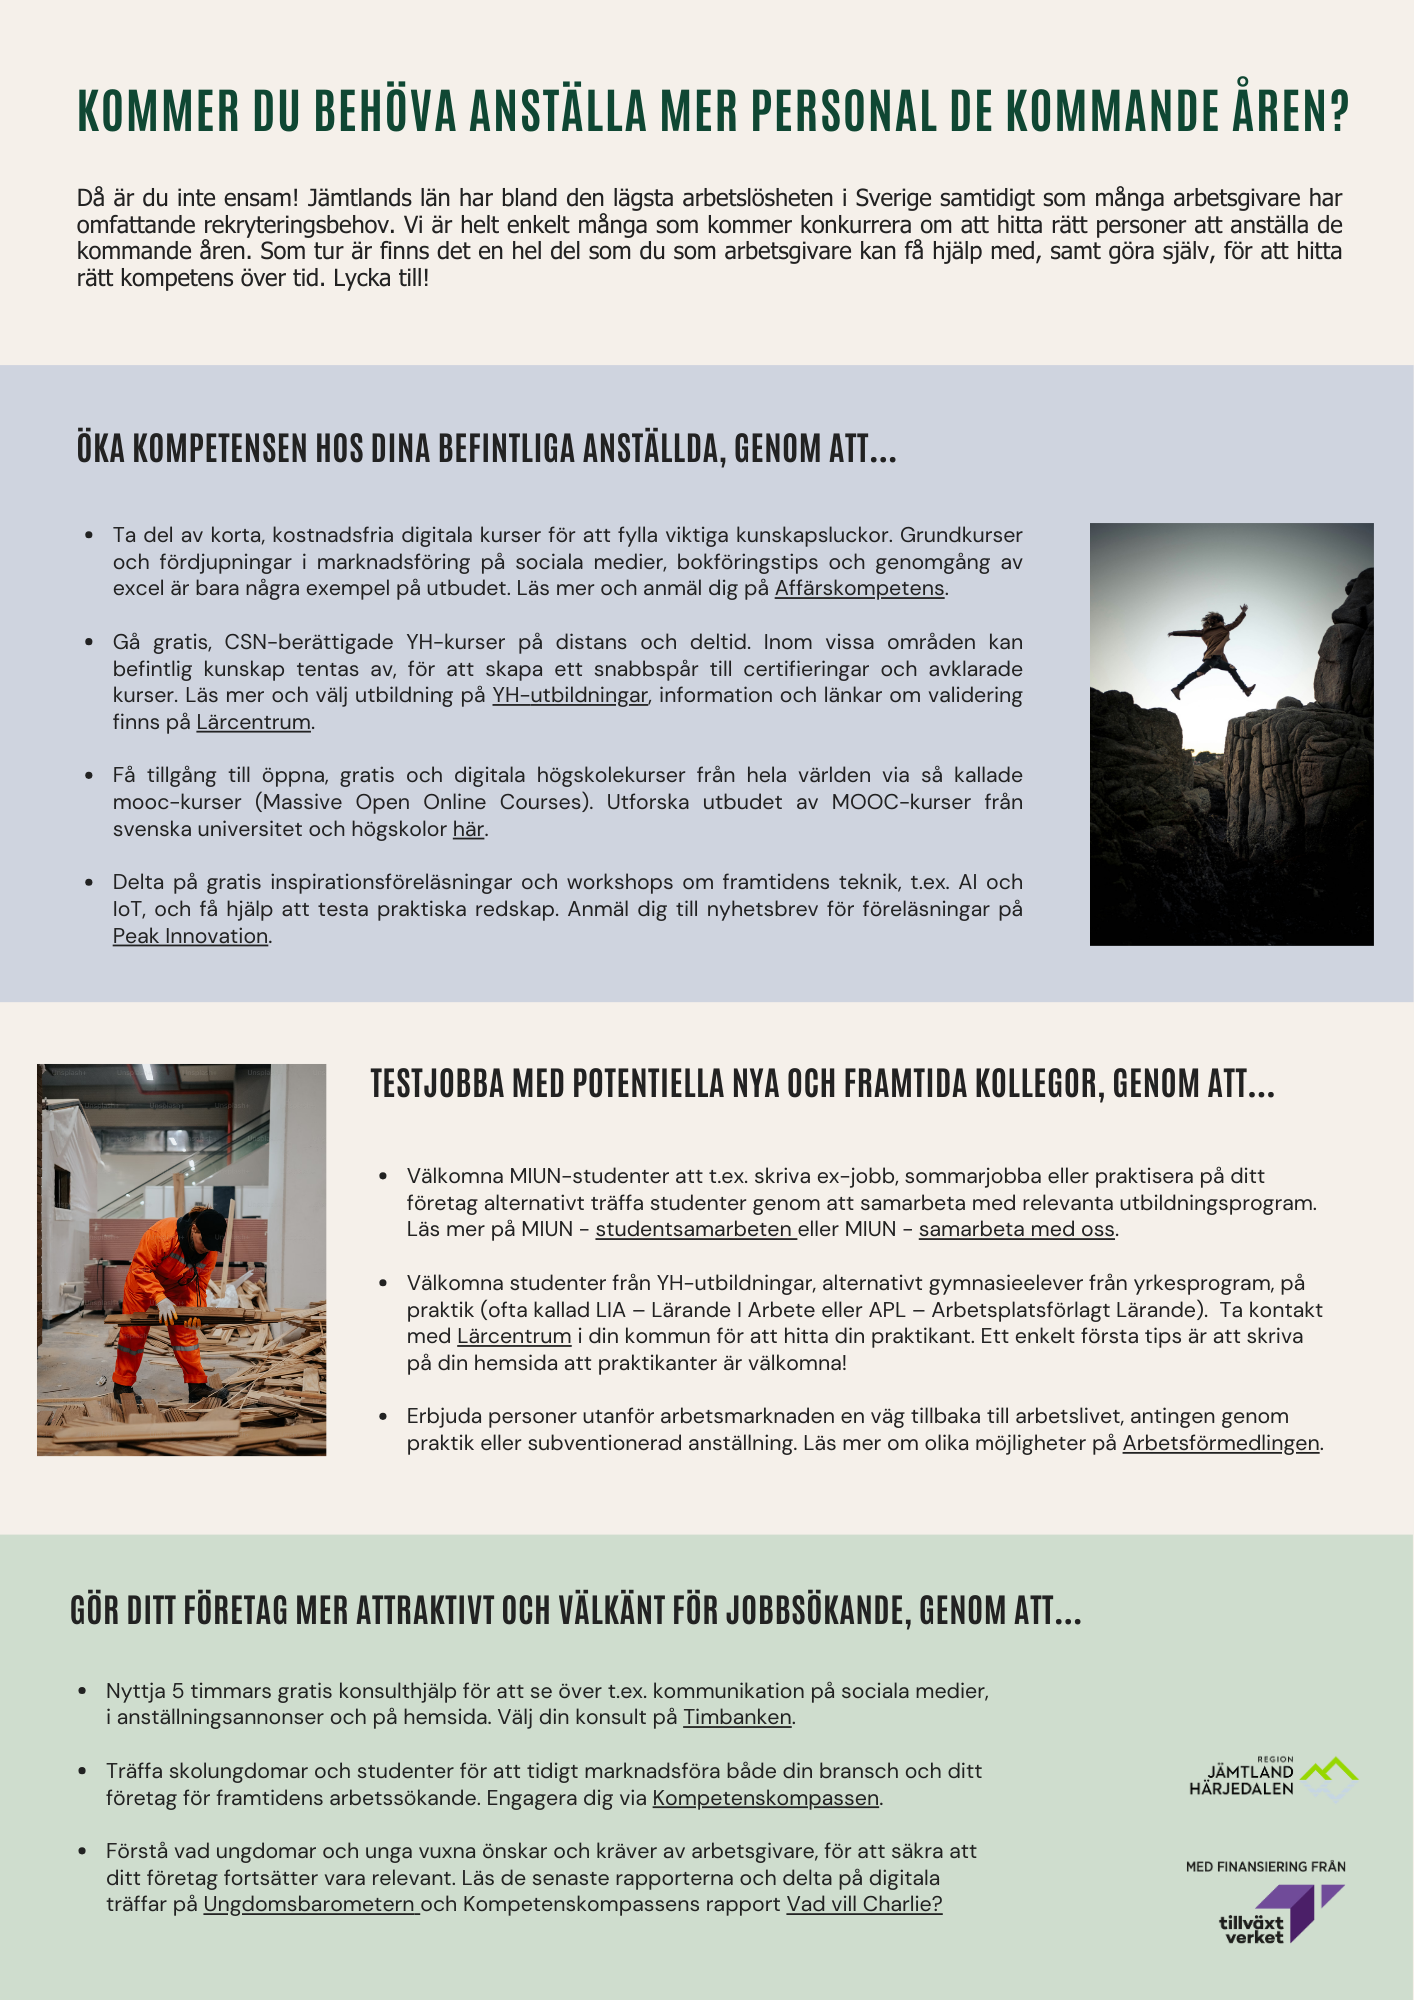 KOMMER DU BEHÖVA ANSTÄLLA MER PERSONAL DE KOMMANDE ÅREN?
Då är du inte ensam! Jämtlands län har bland den lägsta arbetslösheten i Sverige samtidigt som många arbetsgivare har
omfattande rekryteringsbehov. Vi är helt enkelt många som kommer konkurrera om att hitta rätt personer att anställa de
kommande åren. Som tur är finns det en hel del som du som arbetsgivare kan få hjälp med, samt göra själv, för att hitta
rätt kompetens över tid. Lycka till!
ÖKA KOMPETENSEN HOS DINA BEFINTLIGA ANSTÄLLDA, GENOM ATT...
• Ta del av korta, kostnadsfria digitala kurser för att fylla viktiga kunskapsluckor. Grundkurser
och fördjupningar i marknadsföring på sociala medier, bokföringstips och genomgång av
excel är bara några exempel på utbudet. Läs mer och anmäl dig på Affärskompetens.
• Gå gratis, CSN-berättigade YH-kurser på distans och deltid. Inom vissa områden kan
befintlig kunskap tentas av, för att skapa ett snabbspår till certifieringar och avklarade
kurser. Läs mer och välj utbildning på YH-utbildningar, information och länkar om validering
finns på Lärcentrum.
• Få tillgång till öppna, gratis och digitala högskolekurser från hela världen via så kallade
mooc-kurser (Massive Open Online Courses). Utforska utbudet av MOOC-kurser från
svenska universitet och högskolor här.
• Delta på gratis inspirationsföreläsningar och workshops om framtidens teknik, t.ex. AI och
IoT, och få hjälp att testa praktiska redskap. Anmäl dig till nyhetsbrev för föreläsningar på
Peak Innovation.
TESTJOBBA MED POTENTIELLA NYA OCH FRAMTIDA KOLLEGOR, GENOM ATT...
• Välkomna MIUN-studenter att t.ex. skriva ex-jobb, sommarjobba eller praktisera på ditt
företag alternativt träffa studenter genom att samarbeta med relevanta utbildningsprogram.
Läs mer på MIUN - studentsamarbeten eller MIUN - samarbeta med oss.
• Välkomna studenter från YH-utbildningar, alternativt gymnasieelever från yrkesprogram, på
praktik (ofta kallad LIA – Lärande I Arbete eller APL – Arbetsplatsförlagt Lärande). Ta kontakt
med Lärcentrum i din kommun för att hitta din praktikant. Ett enkelt första tips är att skriva
på din hemsida att praktikanter är välkomna!
• Erbjuda personer utanför arbetsmarknaden en väg tillbaka till arbetslivet, antingen genom
praktik eller subventionerad anställning. Läs mer om olika möjligheter på Arbetsförmedlingen.
GÖR DITT FÖRETAG MER ATTRAKTIVT OCH VÄLKÄNT FÖR JOBBSÖKANDE, GENOM ATT...
• Nyttja 5 timmars gratis konsulthjälp för att se över t.ex. kommunikation på sociala medier,
i anställningsannonser och på hemsida. Välj din konsult på Timbanken.
• Träffa skolungdomar och studenter för att tidigt marknadsföra både din bransch och ditt
företag för framtidens arbetssökande. Engagera dig via Kompetenskompassen.
• Förstå vad ungdomar och unga vuxna önskar och kräver av arbetsgivare, för att säkra att
ditt företag fortsätter vara relevant. Läs de senaste rapporterna och delta på digitala
träffar på Ungdomsbarometern och Kompetenskompassens rapport Vad vill Charlie?
REGION
JÄMTLAND
HÄRJEDALEN
MED FINANSIERING FRÅN
tillväxt
verket